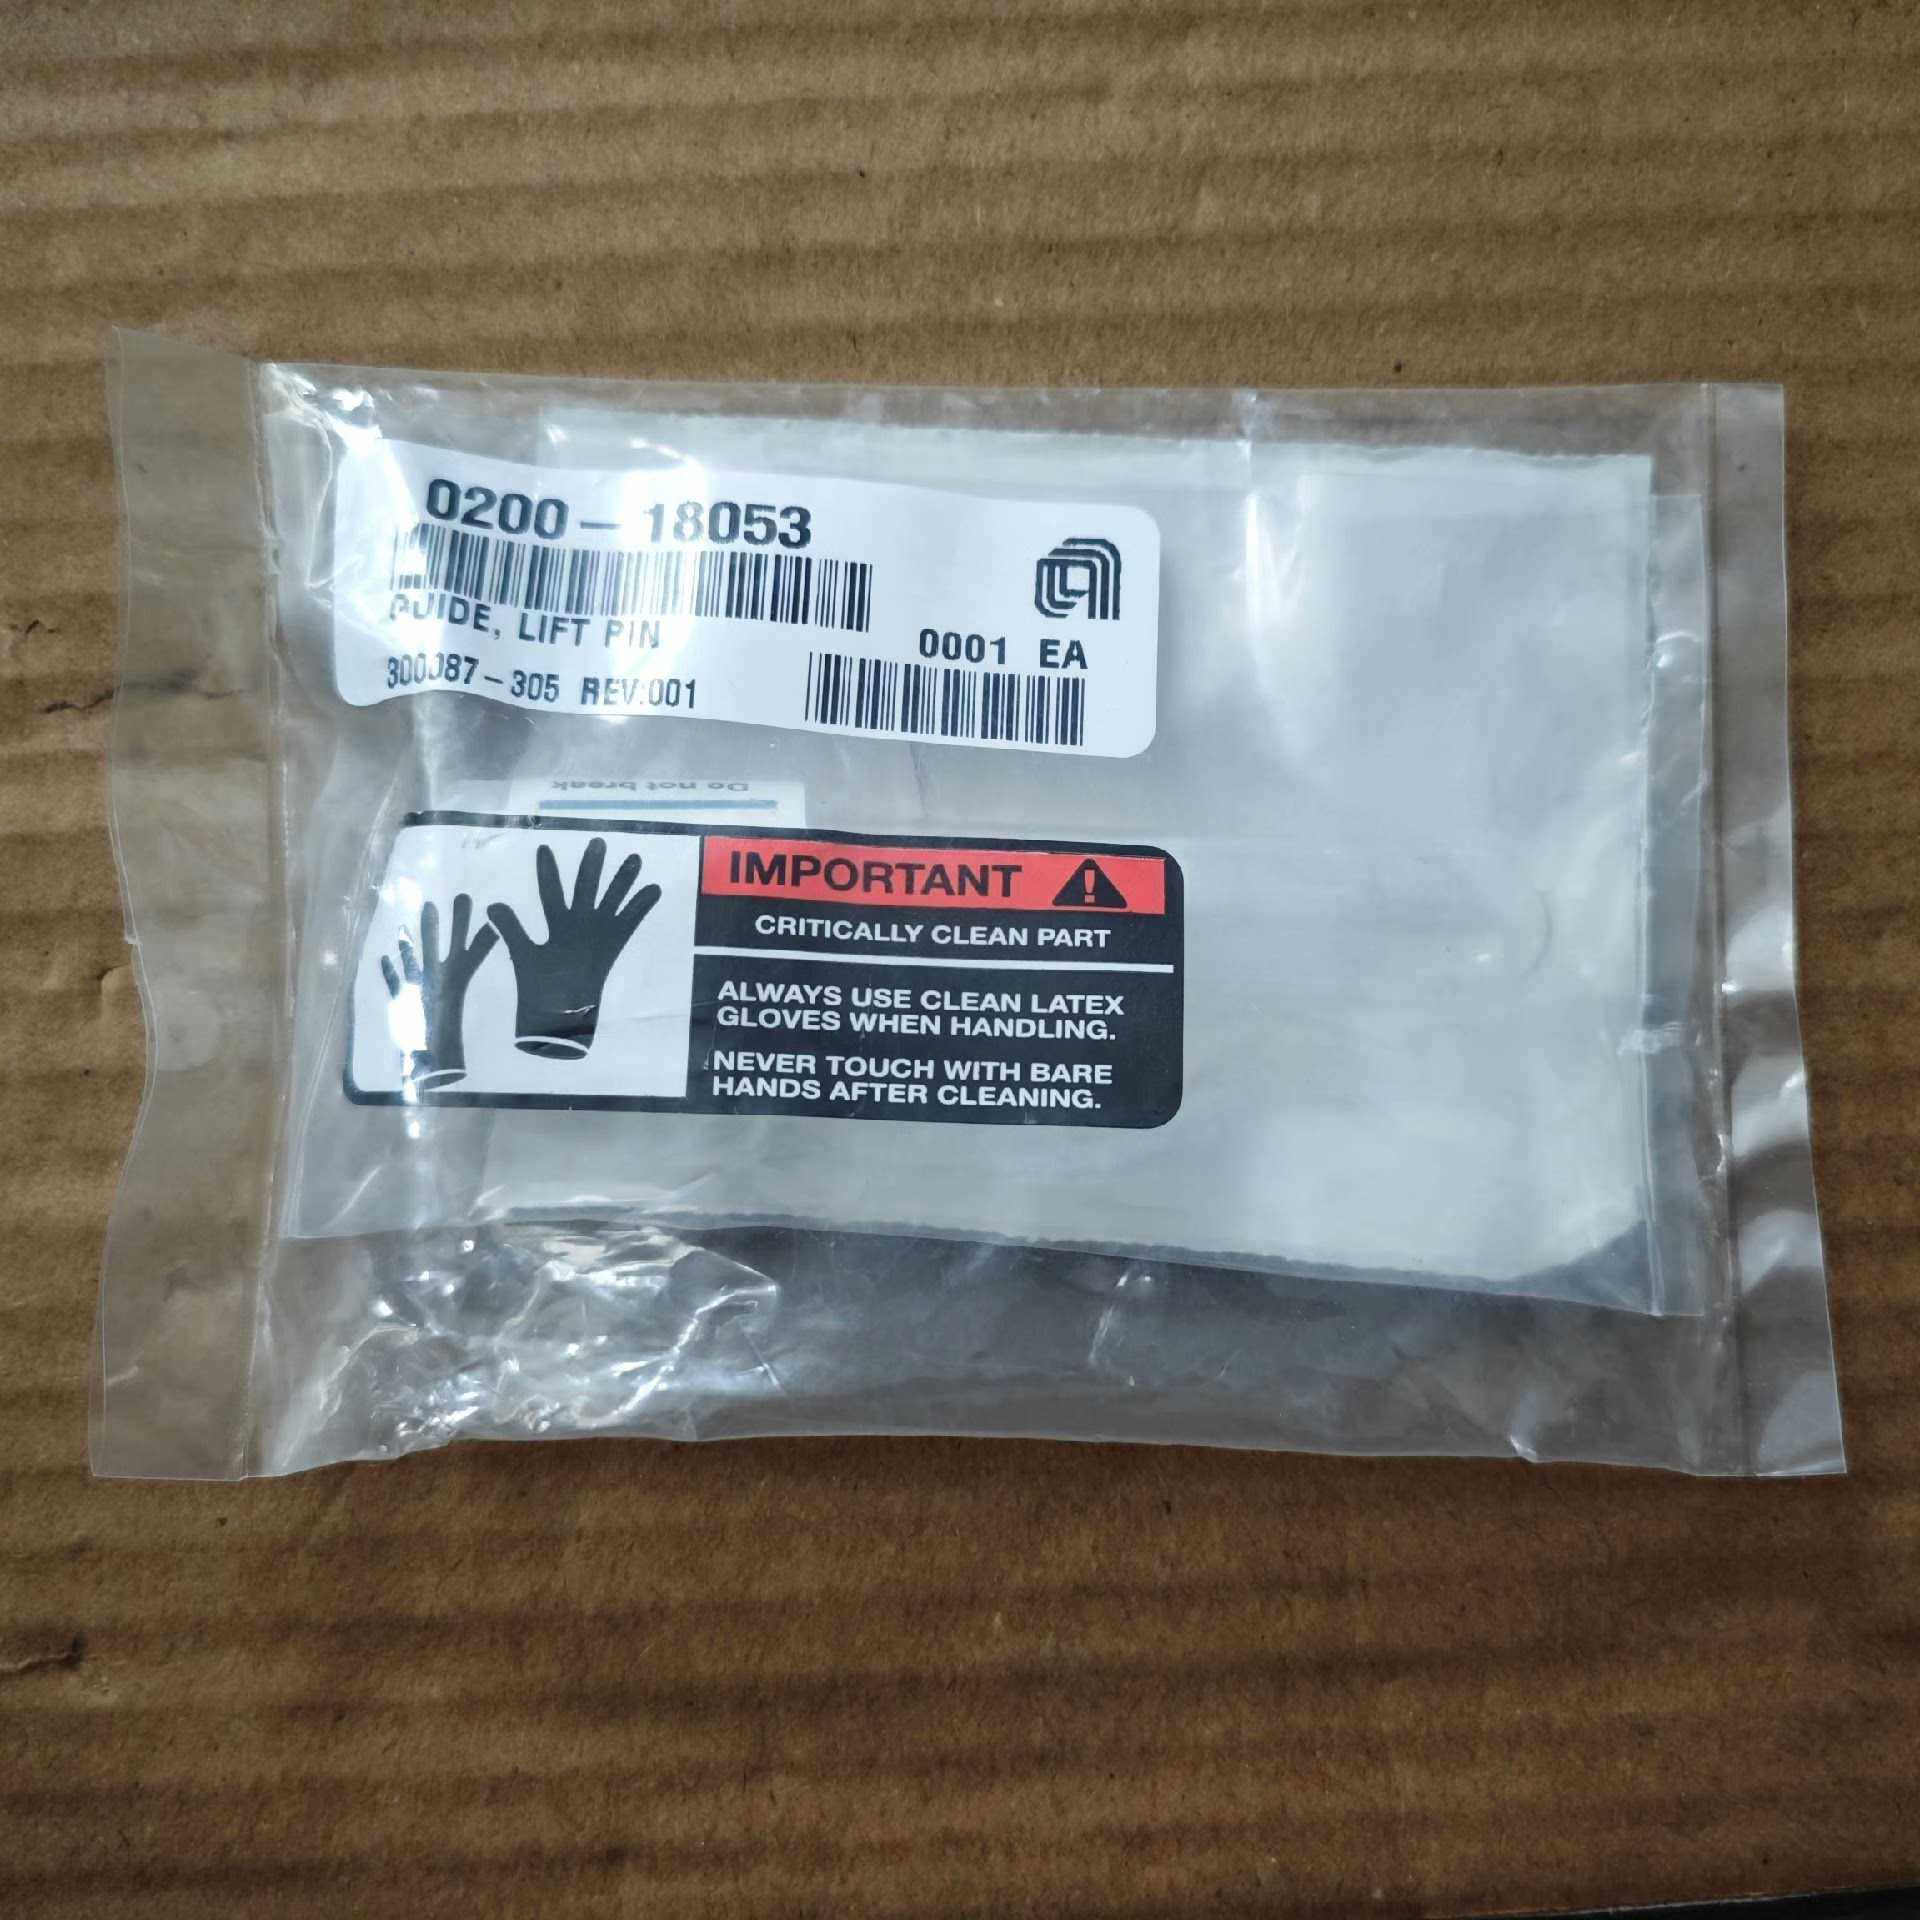 0200-18053
GUIDE, LIFT PIN
0001 EA
300087-305 REV:001
Do not break
IMPORTANT
CRITICALLY CLEAN PART
ALWAYS USE CLEAN LATEX
GLOVES WHEN HANDLING.
NEVER TOUCH WITH BARE
HANDS AFTER CLEANING.